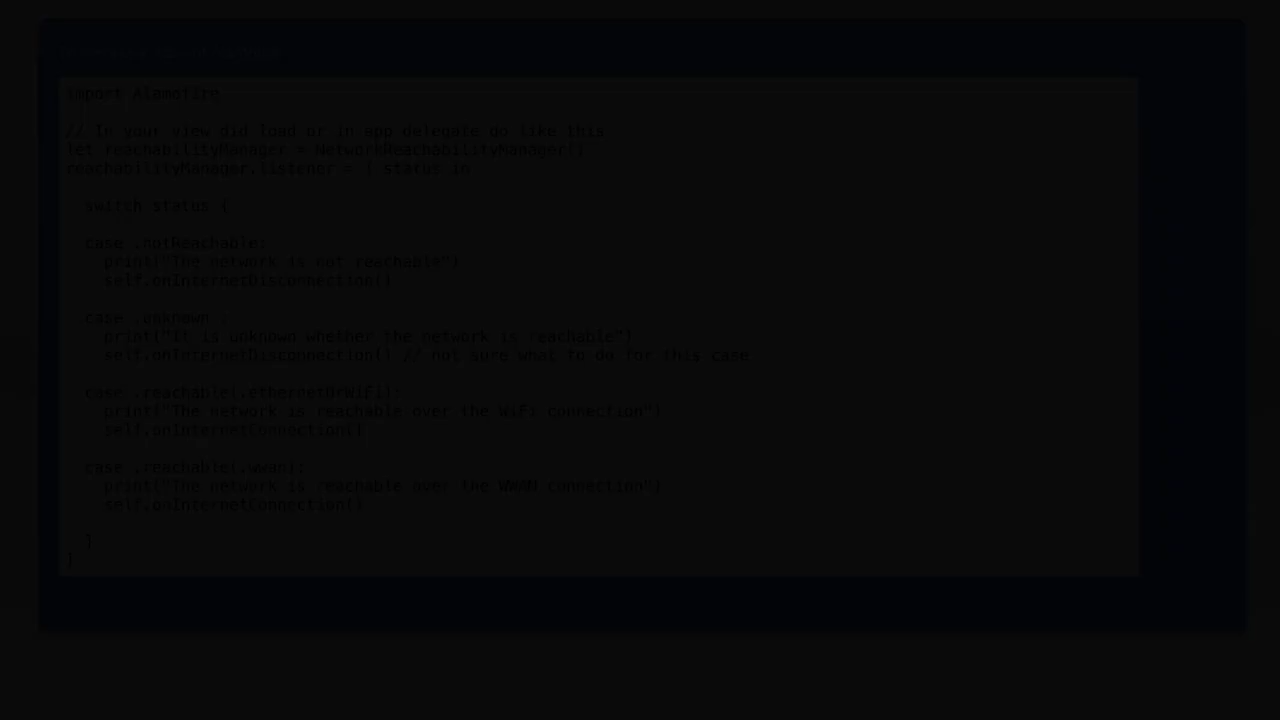 import Alamofire
// In your view did load or in app delegate do like this
let reachabilityManager = NetworkReachabilityManager()
reachabilityManager.listener = { status in
switch status {
case .notReachable:
print("The network is not reachable")
self.onInternetDisconnection()
case .unknown :
print("It is unknown whether the network is reachable")
self.onInternetDisconnection() // not sure what to do for this case
case .reachable(.ethernetOrWiFi):
print("The network is reachable over the WiFi connection")
self.onInternetConnection()
case .reachable(.wwan):
print("The network is reachable over the WWAN connection")
self.onInternetConnection()
}
}